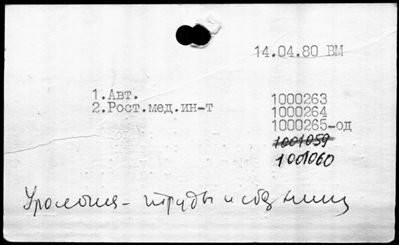 14.04.80 ВМ
1.Авт.
2.Рост.мед.ин-т
1000263
1000264
1000265-од
1001059
1001060
Урология - труды и сб